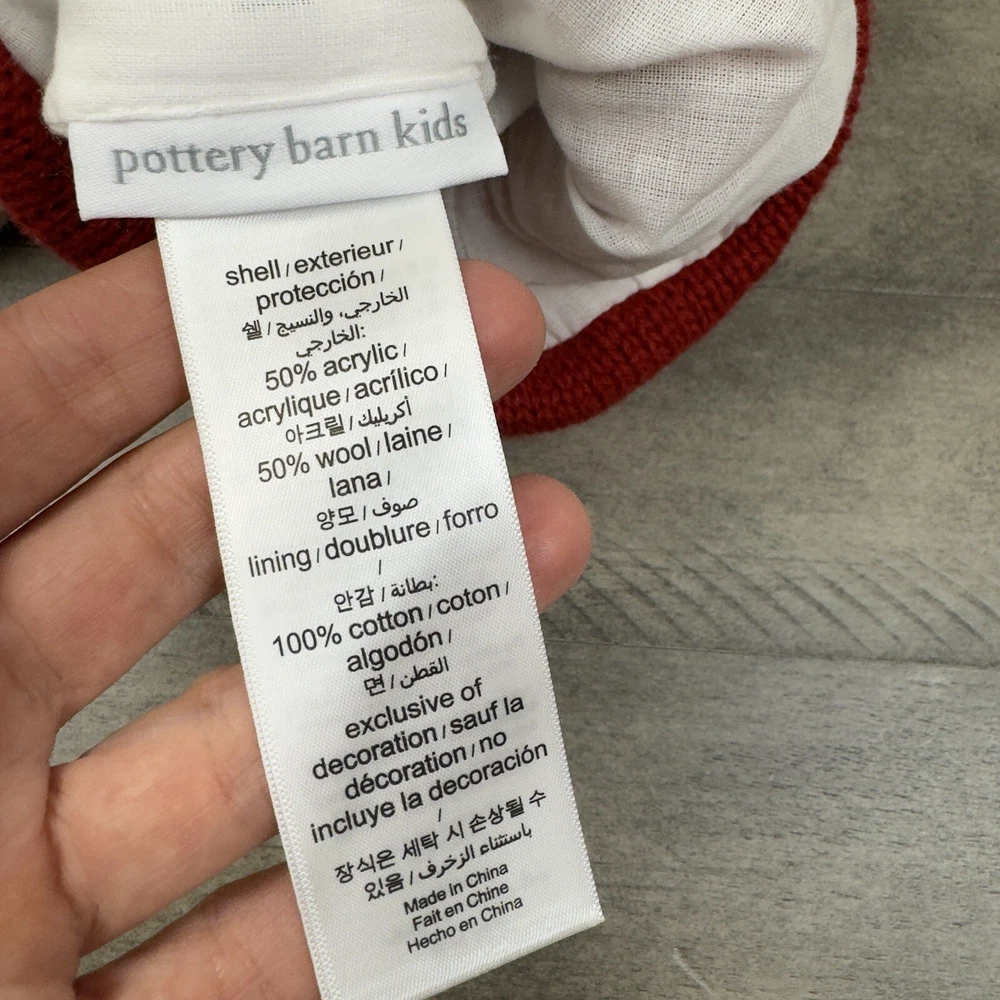 pottery barn kids
shell / exterieur /
protección /
쉘 / الخارجي، والنسيج
الخارجي:
50% acrylic /
acrylique / acrílico /
아크릴 / أكريليك
50% wool / laine /
lana /
양모 / صوف
lining / doublure / forro
/
안감 / بطانة:
100% cotton / coton /
algodón /
면 / القطن
exclusive of
decoration / sauf la
décoration / no
incluye la decoración
/
장식은 세탁 시 손상될 수
있음 / باستثناء الزخرف
Made in China
Fait en Chine
Hecho en China